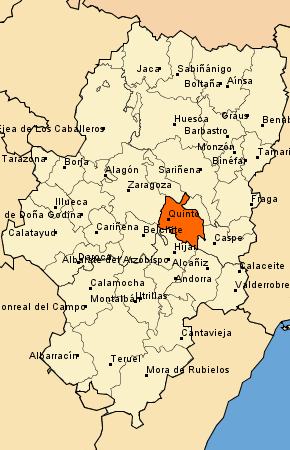 Jaca
Sabiñánigo
Boltaña
Aínsa
Huesca
Graus
Benab
Ejea de Los Caballeros
Barbastro
Monzón
Tamari
Tarazona
Borja
Binéfar
Alagón
Sariñena
Zaragoza
Illueca
Fraga
de Doña Godina
Quinto
Calatayud
Cariñena
Belchite
Caspe
Daroca
Híjar
Albalate del Arzobispo
Alcañiz
Calaceite
Calamocha
Andorra
Valderrobre
Montalbán
Utrillas
onreal del Campo
Cantavieja
Albarracín
Teruel
Mora de Rubielos